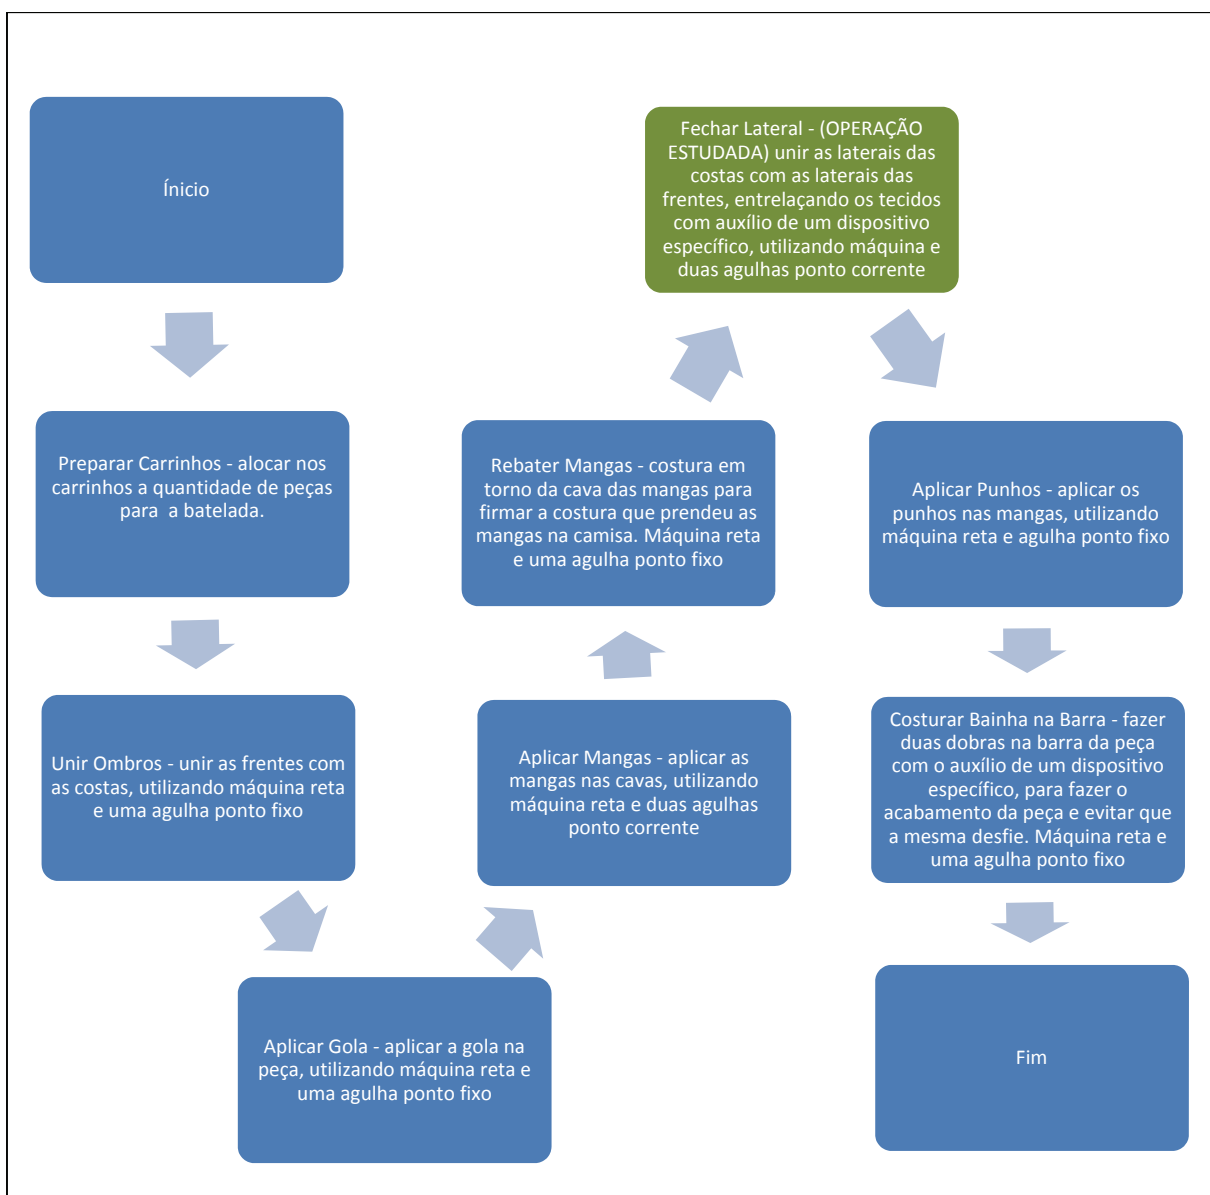 Ínicio
Preparar Carrinhos - alocar nos
carrinhos a quantidade de peças
para  a batelada.
Unir Ombros - unir as frentes com
as costas, utilizando máquina reta
e uma agulha ponto fixo
Aplicar Gola - aplicar a gola na
peça, utilizando máquina reta e
uma agulha ponto fixo
Aplicar Mangas - aplicar as
mangas nas cavas, utilizando
máquina reta e duas agulhas
ponto corrente
Rebater Mangas - costura em
torno da cava das mangas para
firmar a costura que prendeu as
mangas na camisa. Máquina reta
e uma agulha ponto fixo
Fechar Lateral - (OPERAÇÃO
ESTUDADA) unir as laterais das
costas com as laterais das
frentes, entrelaçando os tecidos
com auxílio de um dispositivo
específico, utilizando máquina e
duas agulhas ponto corrente
Aplicar Punhos - aplicar os
punhos nas mangas, utilizando
máquina reta e agulha ponto fixo
Costurar Bainha na Barra - fazer
duas dobras na barra da peça
com o auxílio de um dispositivo
específico, para fazer o
acabamento da peça e evitar que
a mesma desfie. Máquina reta e
uma agulha ponto fixo
Fim